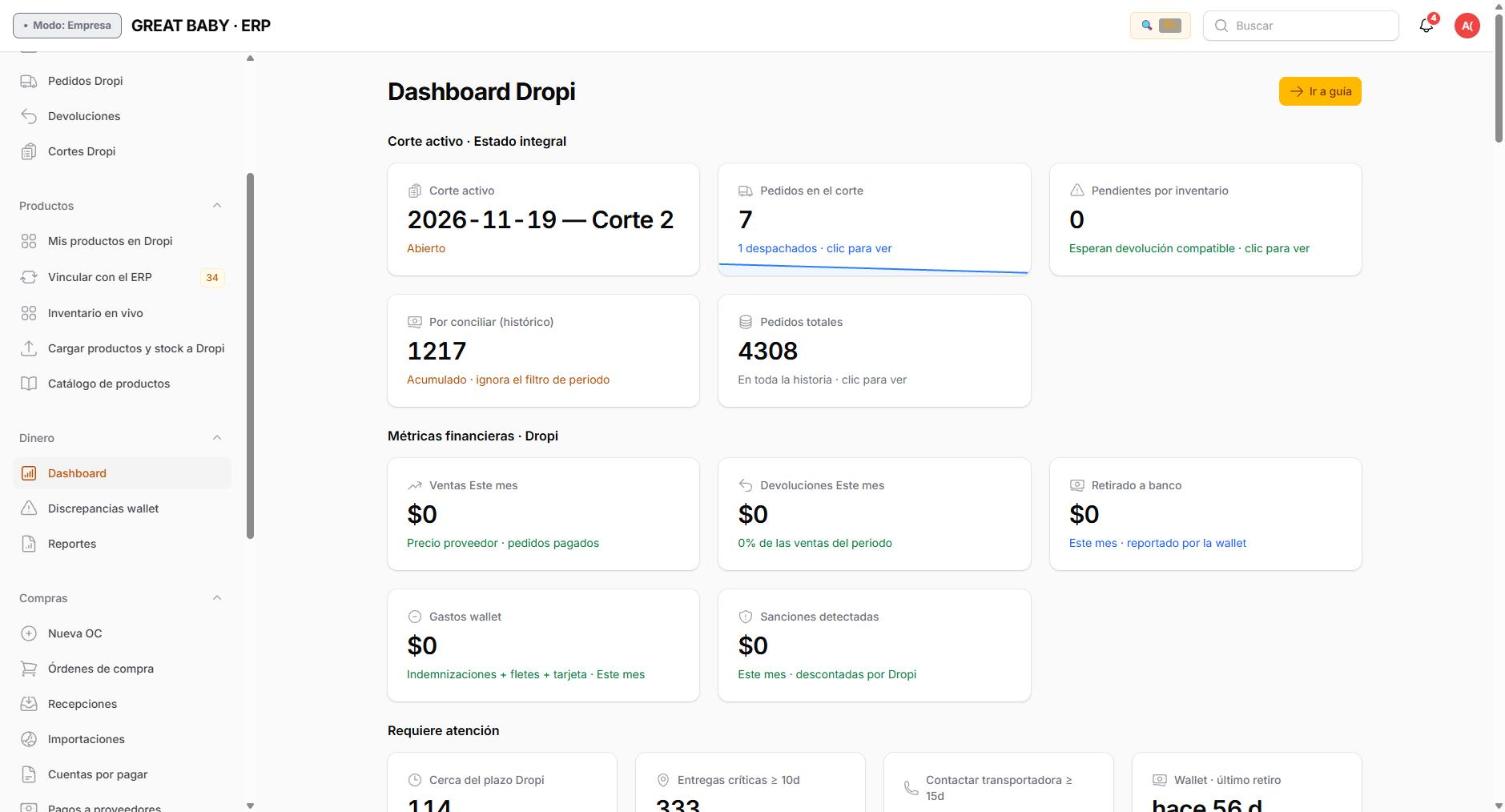 • Modo: Empresa
GREAT BABY · ERP
Buscar
4
A(
Pedidos Dropi
Devoluciones
Cortes Dropi
Productos
Mis productos en Dropi
Vincular con el ERP
34
Inventario en vivo
Cargar productos y stock a Dropi
Catálogo de productos
Dinero
Dashboard
Discrepancias wallet
Reportes
Compras
Nueva OC
Órdenes de compra
Recepciones
Importaciones
Cuentas por pagar
Pagos a proveedores
Dashboard Dropi
Ir a guía
Corte activo · Estado integral
Corte activo
2026-11-19 — Corte 2
Abierto
Pedidos en el corte
7
1 despachados · clic para ver
Pendientes por inventario
0
Esperan devolución compatible · clic para ver
Por conciliar (histórico)
1217
Acumulado · ignora el filtro de periodo
Pedidos totales
4308
En toda la historia · clic para ver
Métricas financieras · Dropi
Ventas Este mes
$0
Precio proveedor · pedidos pagados
Devoluciones Este mes
$0
0% de las ventas del periodo
Retirado a banco
$0
Este mes · reportado por la wallet
Gastos wallet
$0
Indemnizaciones + fletes + tarjeta · Este mes
Sanciones detectadas
$0
Este mes · descontadas por Dropi
Requiere atención
Cerca del plazo Dropi
114
Entregas críticas ≥ 10d
333
Contactar transportadora ≥
15d
Wallet · último retiro
hace 56 d